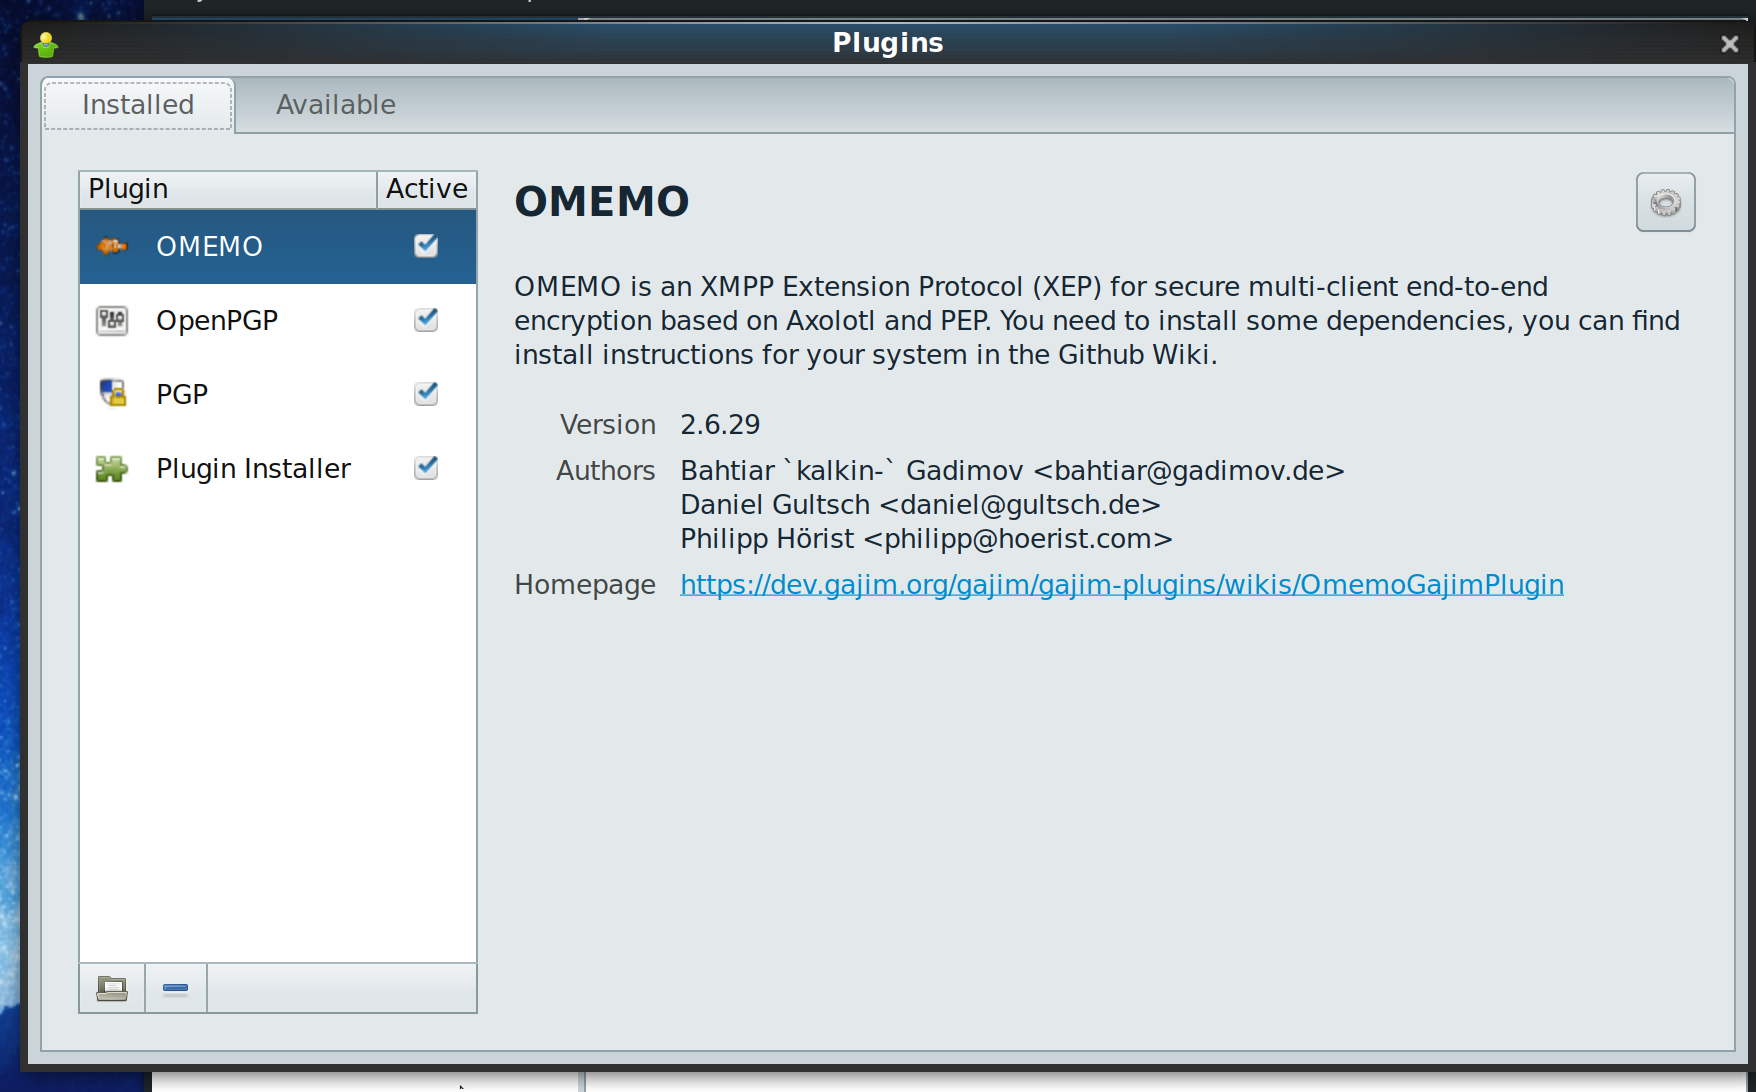 Plugins
Installed
Available
Plugin
Active
OMEMO
OpenPGP
PGP
Plugin Installer
OMEMO
OMEMO is an XMPP Extension Protocol (XEP) for secure multi-client end-to-end
encryption based on Axolotl and PEP. You need to install some dependencies, you can find
install instructions for your system in the Github Wiki.
Version 2.6.29
Authors Bahtiar `kalkin-` Gadimov <bahtiar@gadimov.de>
Daniel Gultsch <daniel@gultsch.de>
Philipp Hörist <philipp@hoerist.com>
Homepage https://dev.gajim.org/gajim/gajim-plugins/wikis/OmemoGajimPlugin